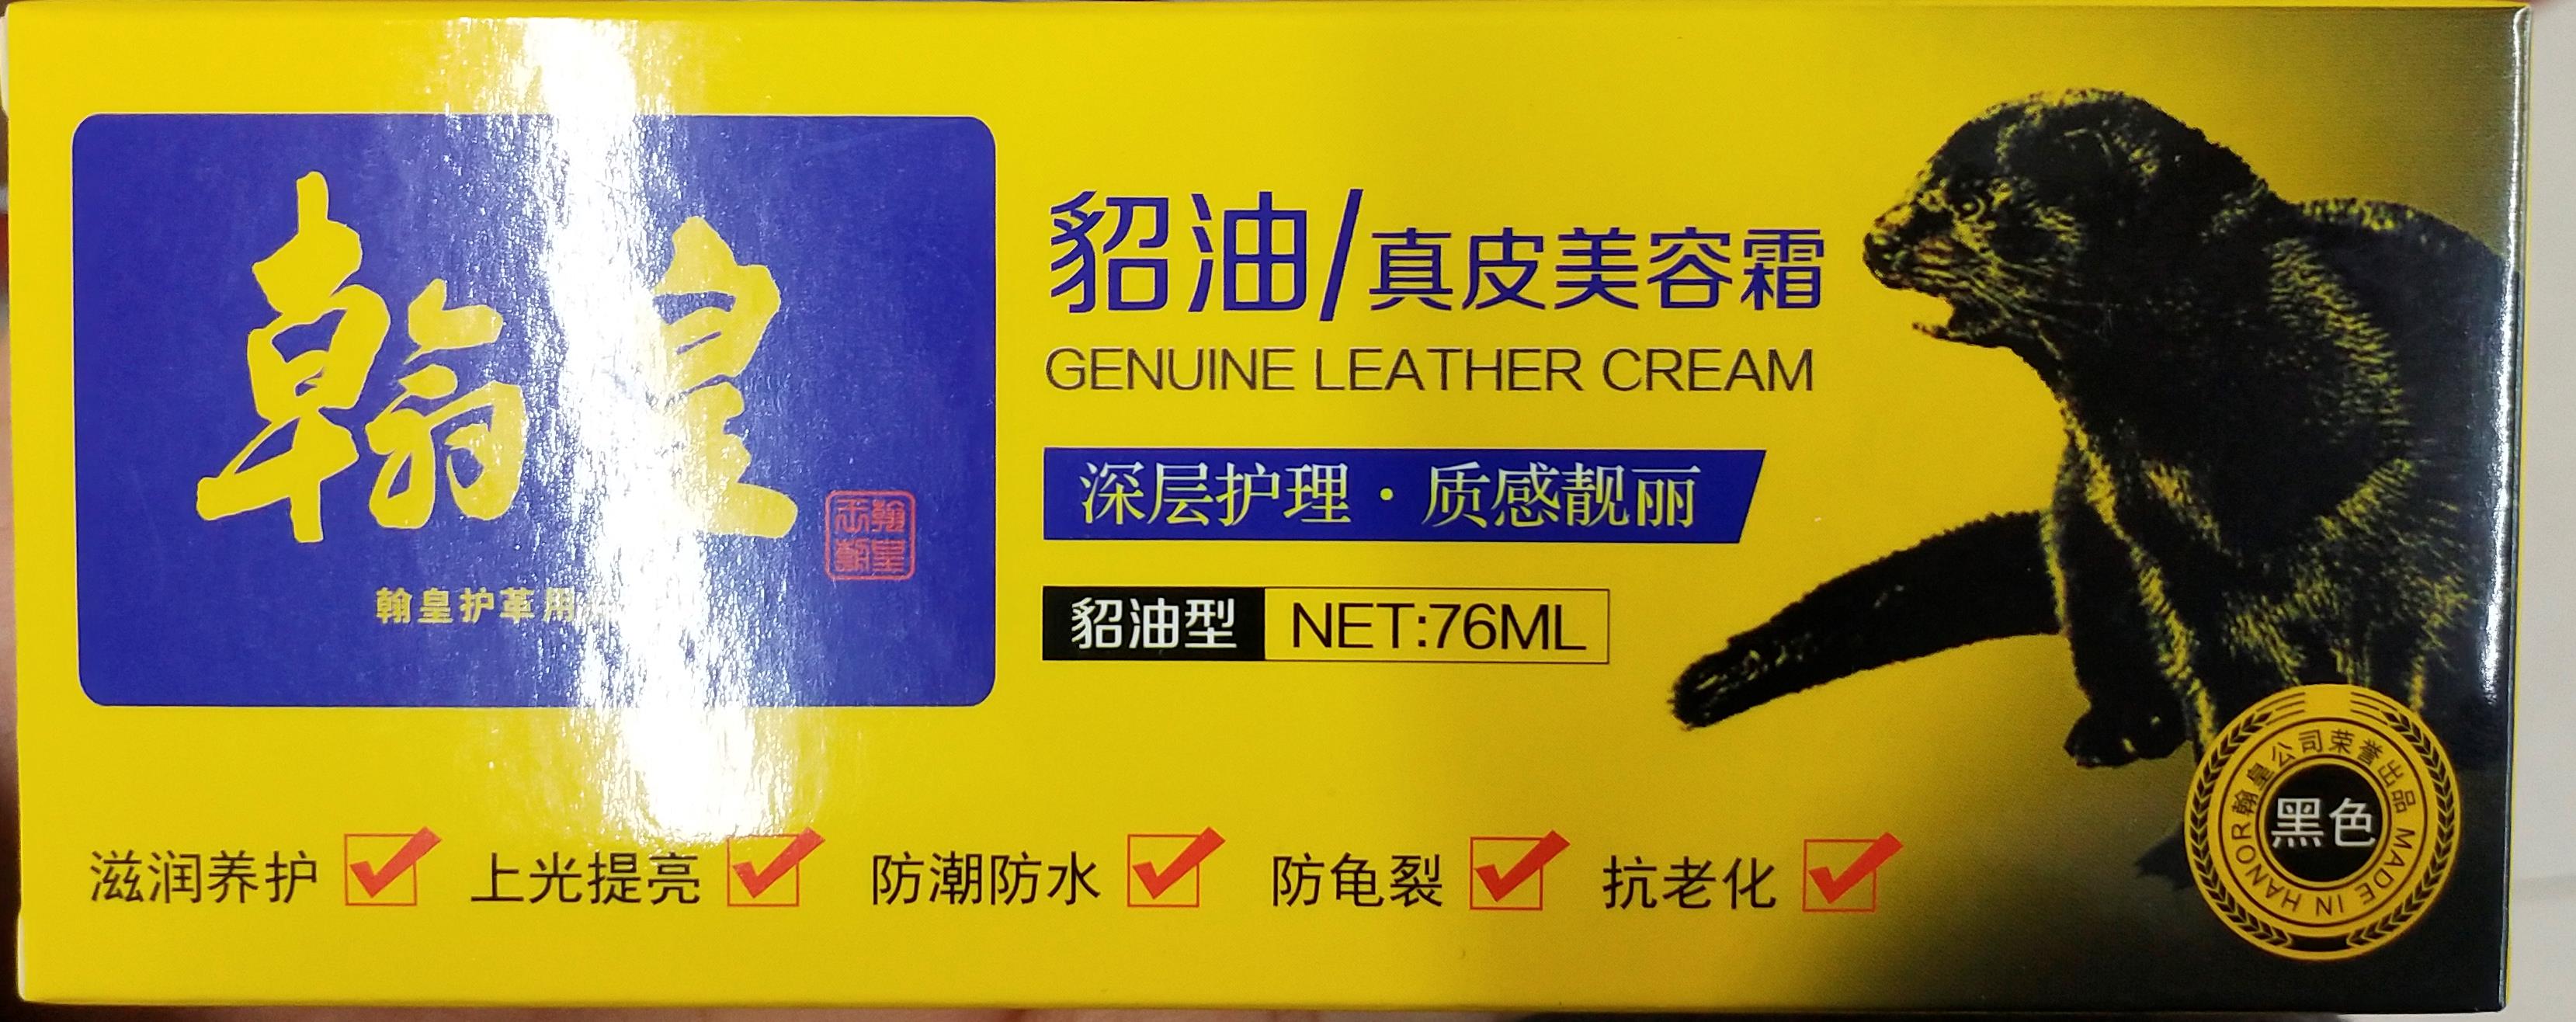 翰皇
翰皇护革用
貂油/真皮美容霜
GENUINE LEATHER CREAM
深层护理·质感靓丽
貂油型 NET:76ML
滋润养护 上光提亮 防潮防水 防龟裂 抗老化
翰皇公司荣誉出品 MADE IN HANOR
黑色